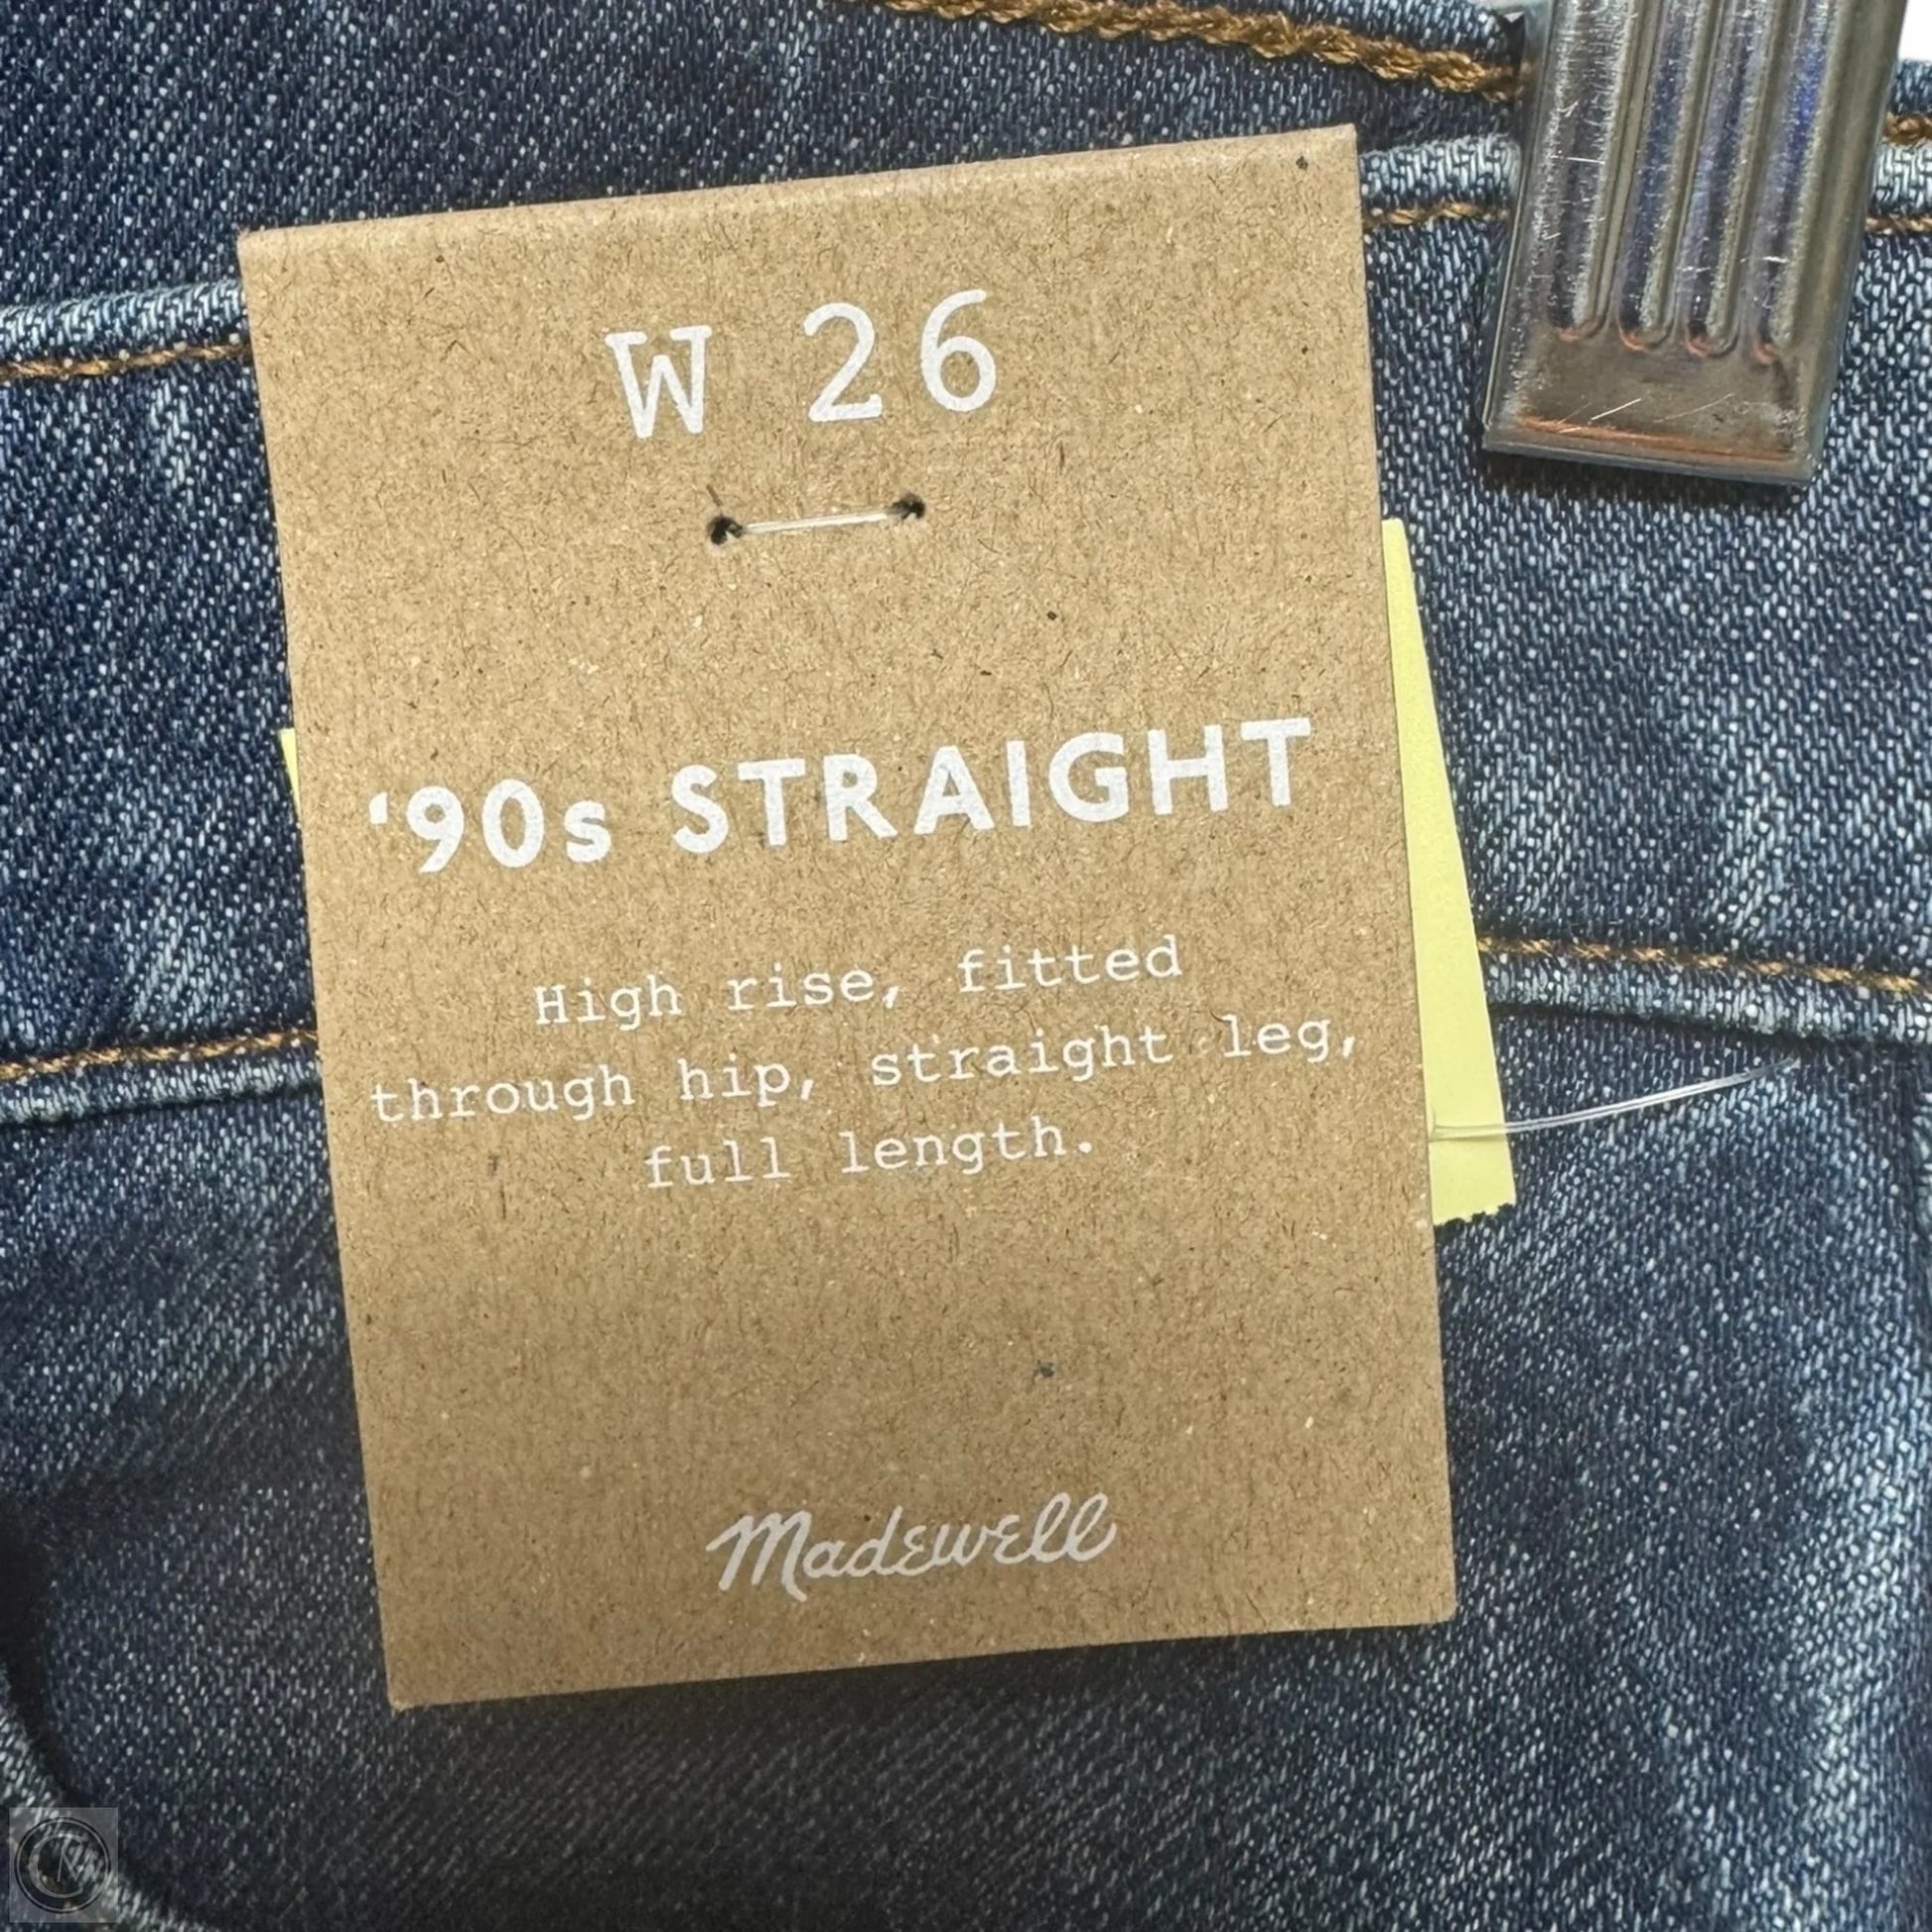 W 26
‘90s STRAIGHT
High rise, fitted
through hip, straight leg,
full length.
Madewell